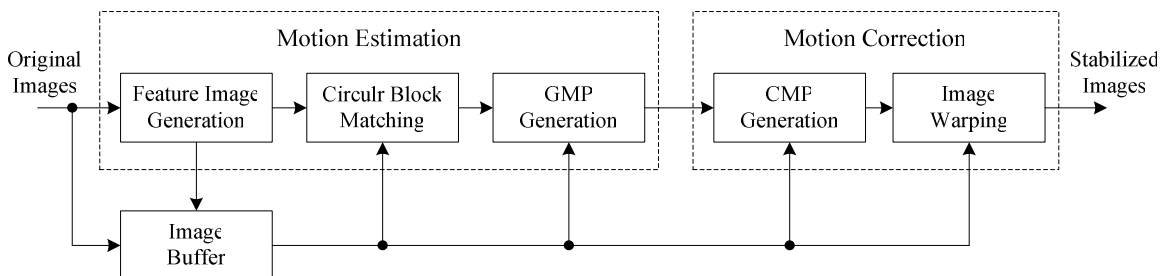 Motion Estimation
Motion Correction
Original
Images
Feature Image
Generation
Circulr Block
Matching
GMP
Generation
CMP
Generation
Image
Warping
Stabilized
Images
Image
Buffer